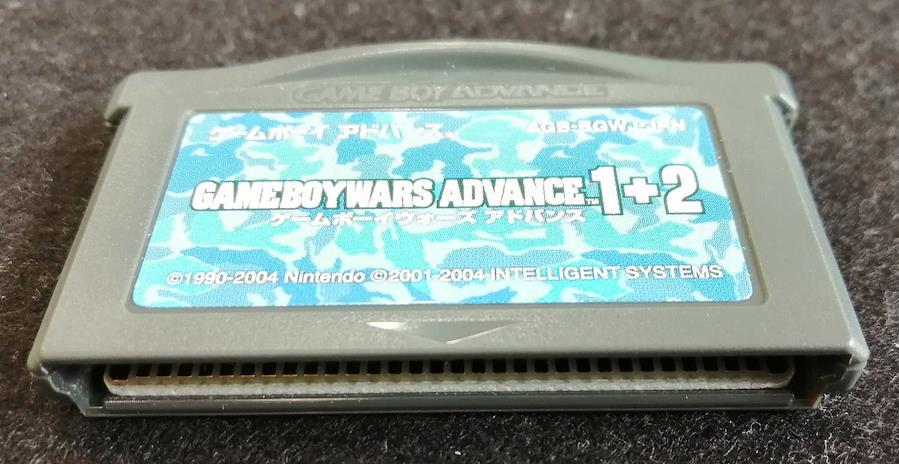 GAME BOY ADVANCE
ゲームボーイ アドバンス® AGB-BGWJ-JPN
GAMEBOYWARS ADVANCE™1+2
ゲームボーイウォーズ アドバンス
©1990-2004 Nintendo ©2001-2004 INTELLIGENT SYSTEMS